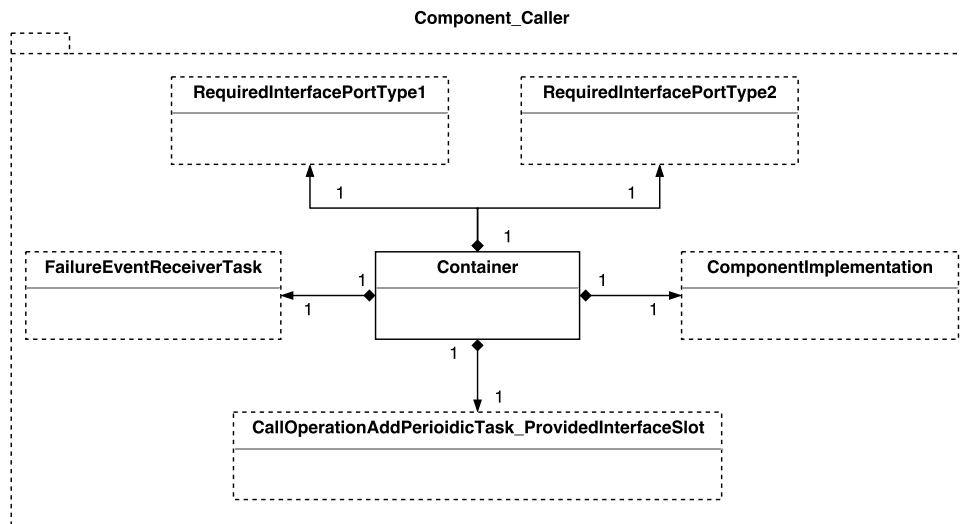 Component_Caller
RequiredInterfacePortType1
RequiredInterfacePortType2
1
1
1
FailureEventReceiverTask
Container
ComponentImplementation
1
1
1
1
1
1
CallOperationAddPerioidicTask_ProvidedInterfaceSlot